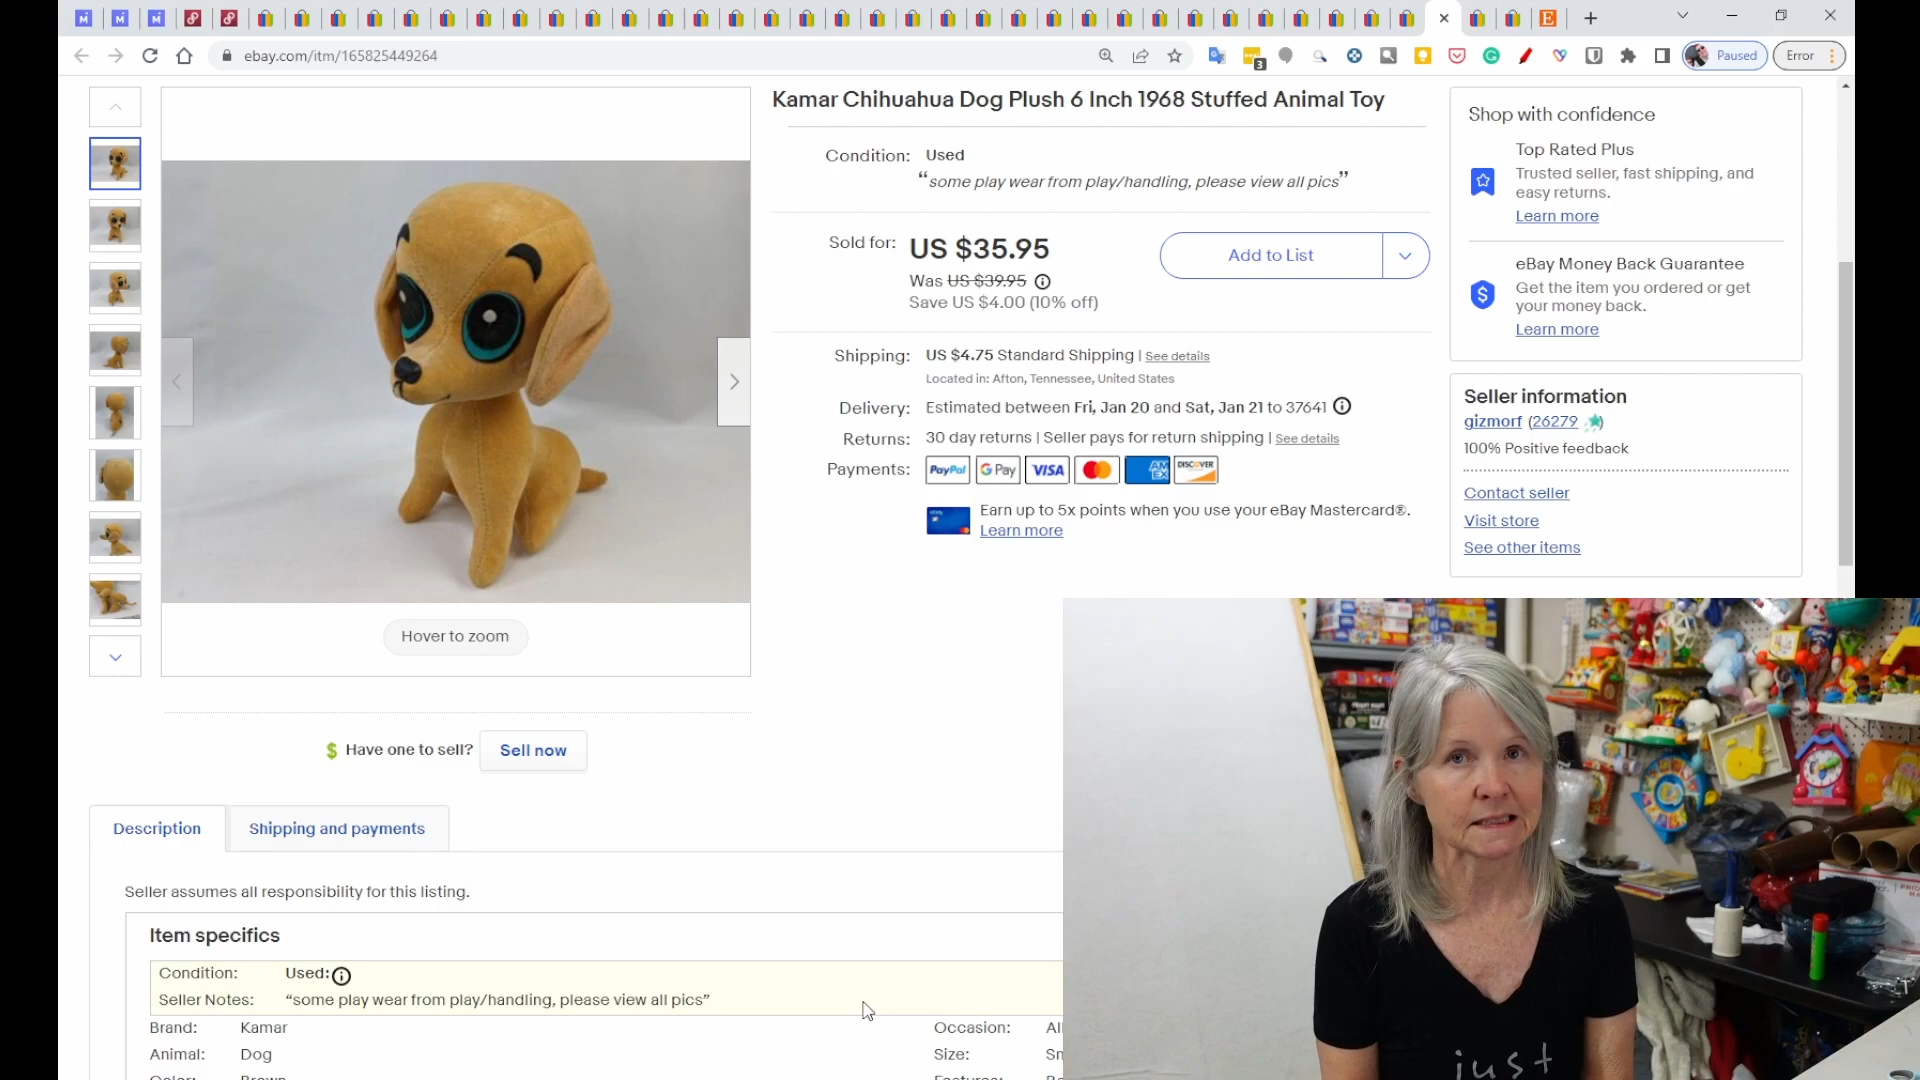 ebay.com/itm/165825449264
3
Paused
Error
Kamar Chihuahua Dog Plush 6 Inch 1968 Stuffed Animal Toy
Condition: Used
“some play wear from play/handling, please view all pics”
Sold for: US $35.95
Was US $39.95
Save US $4.00 (10% off)
Add to List
Shipping: US $4.75 Standard Shipping | See details
Located in: Afton, Tennessee, United States
Delivery: Estimated between Fri, Jan 20 and Sat, Jan 21 to 37641
Returns: 30 day returns | Seller pays for return shipping | See details
Payments: PayPal G Pay VISA AM EX DISCOVER
Earn up to 5x points when you use your eBay Mastercard®.
Learn more
Shop with confidence
Top Rated Plus
Trusted seller, fast shipping, and
easy returns.
Learn more
eBay Money Back Guarantee
Get the item you ordered or get
your money back.
Learn more
Seller information
gizmorf (26279)
100% Positive feedback
Contact seller
Visit store
See other items
Hover to zoom
Have one to sell? Sell now
Description
Shipping and payments
Seller assumes all responsibility for this listing.
Item specifics
Condition: Used:
Seller Notes: “some play wear from play/handling, please view all pics”
Brand: Kamar
Occasion: Al
Animal: Dog
Size: Sm
just